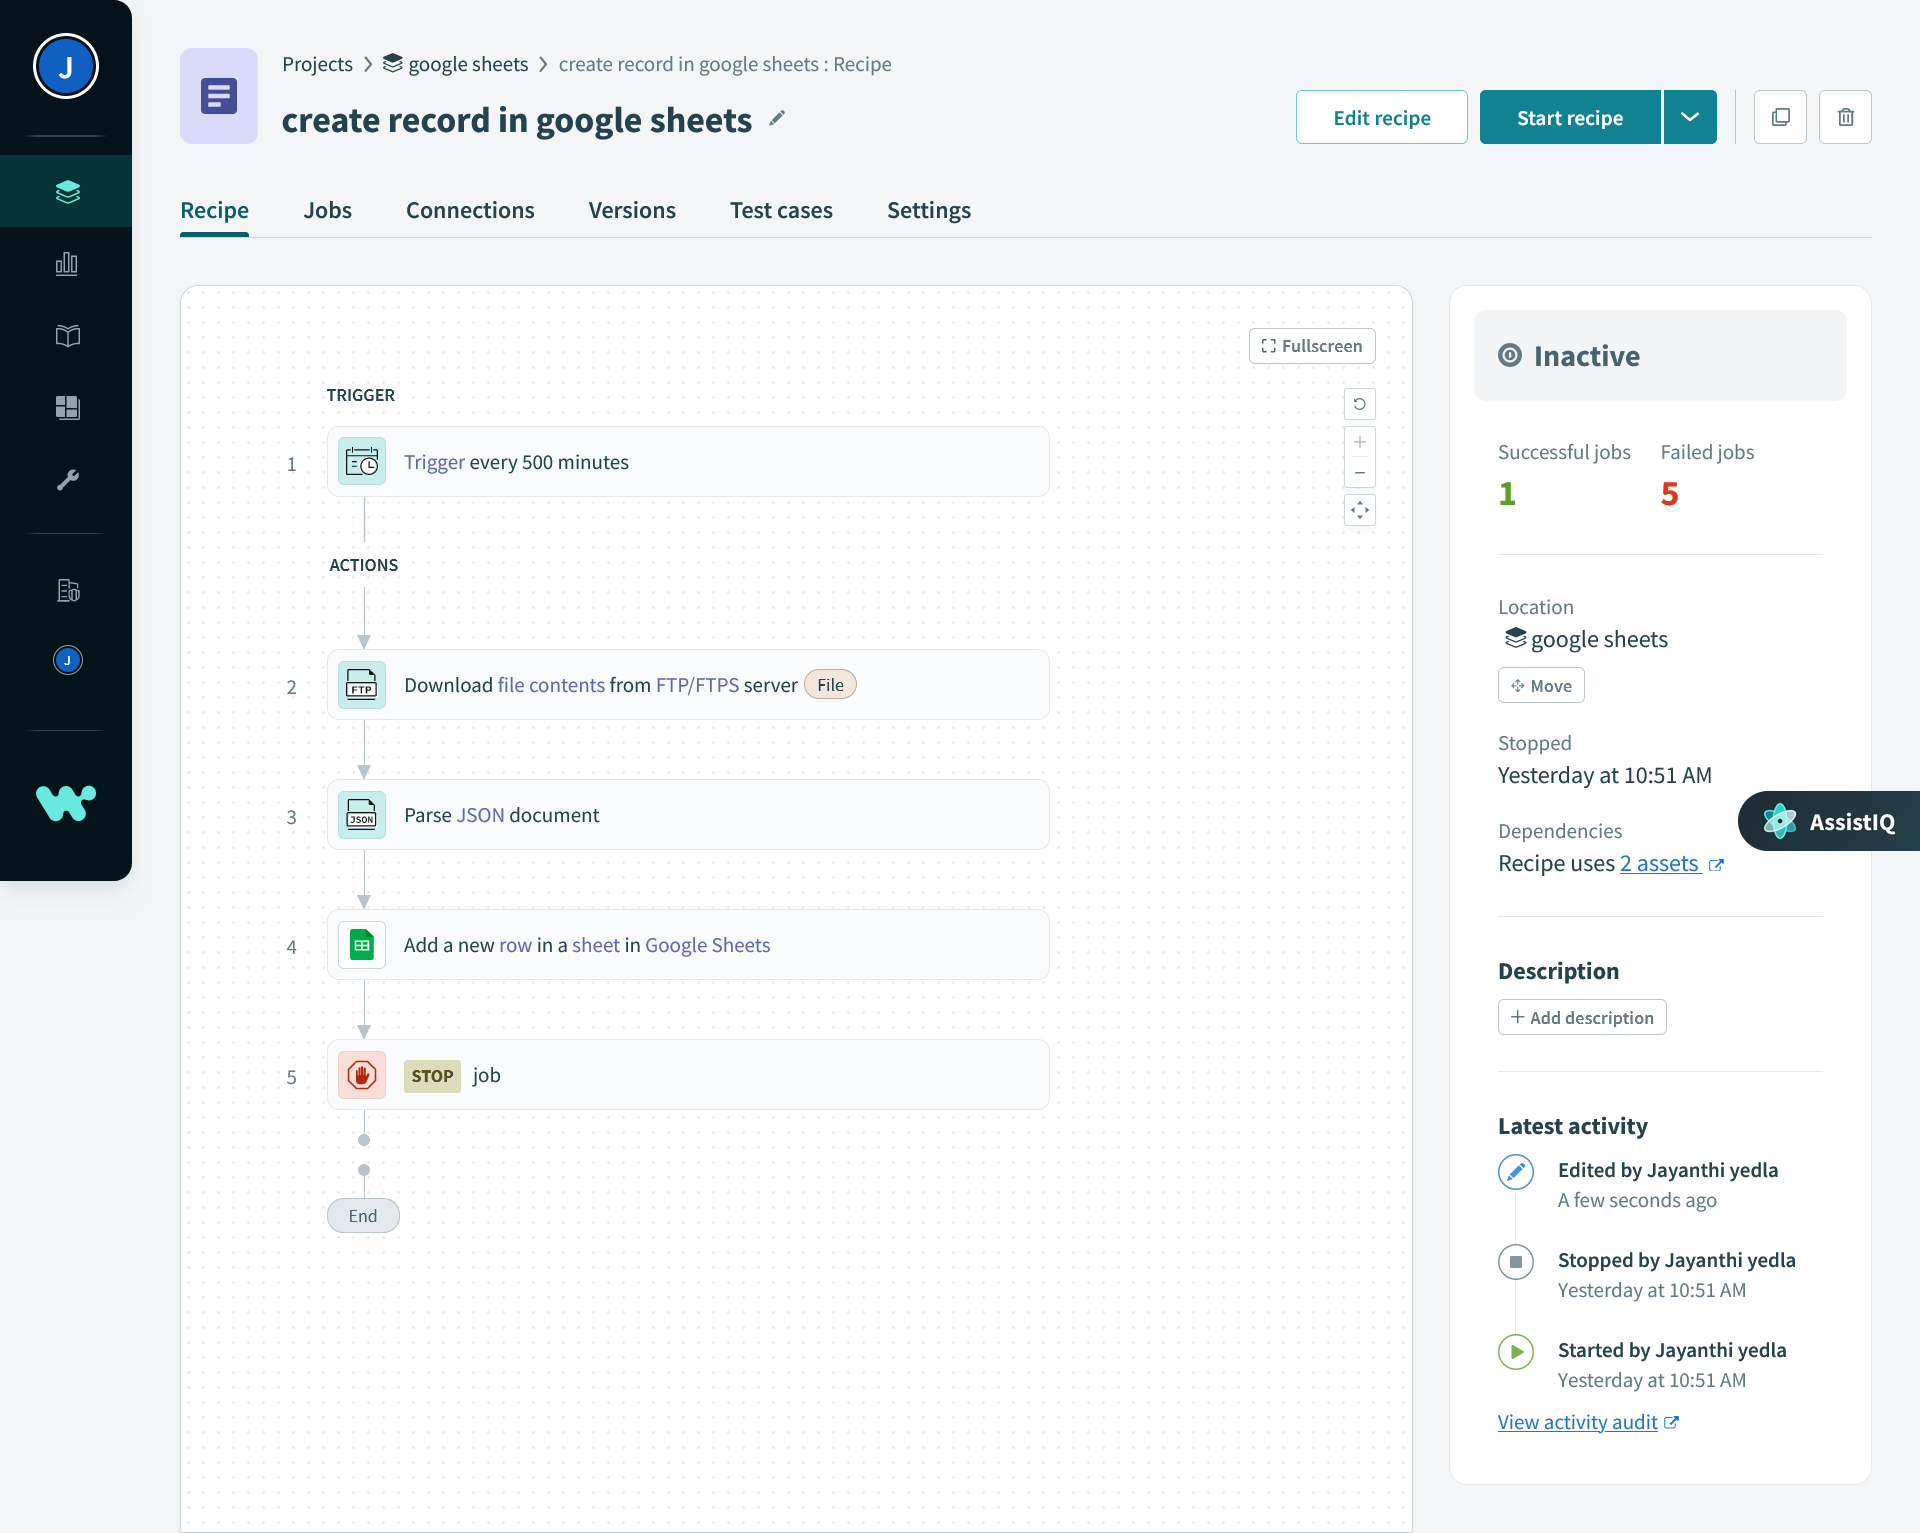 J
Projects > google sheets > create record in google sheets : Recipe
create record in google sheets
Edit recipe
Start recipe
Recipe
Jobs
Connections
Versions
Test cases
Settings
Fullscreen
TRIGGER
1
Trigger every 500 minutes
ACTIONS
2
FTP
Download file contents from FTP/FTPS server File
3
JSON
Parse JSON document
4
Add a new row in a sheet in Google Sheets
5
STOP job
End
Inactive
Successful jobs
1
Failed jobs
5
Location
google sheets
Move
Stopped
Yesterday at 10:51 AM
Dependencies
Recipe uses 2 assets
AssistIQ
Description
+ Add description
Latest activity
Edited by Jayanthi yedla
A few seconds ago
Stopped by Jayanthi yedla
Yesterday at 10:51 AM
Started by Jayanthi yedla
Yesterday at 10:51 AM
View activity audit
J